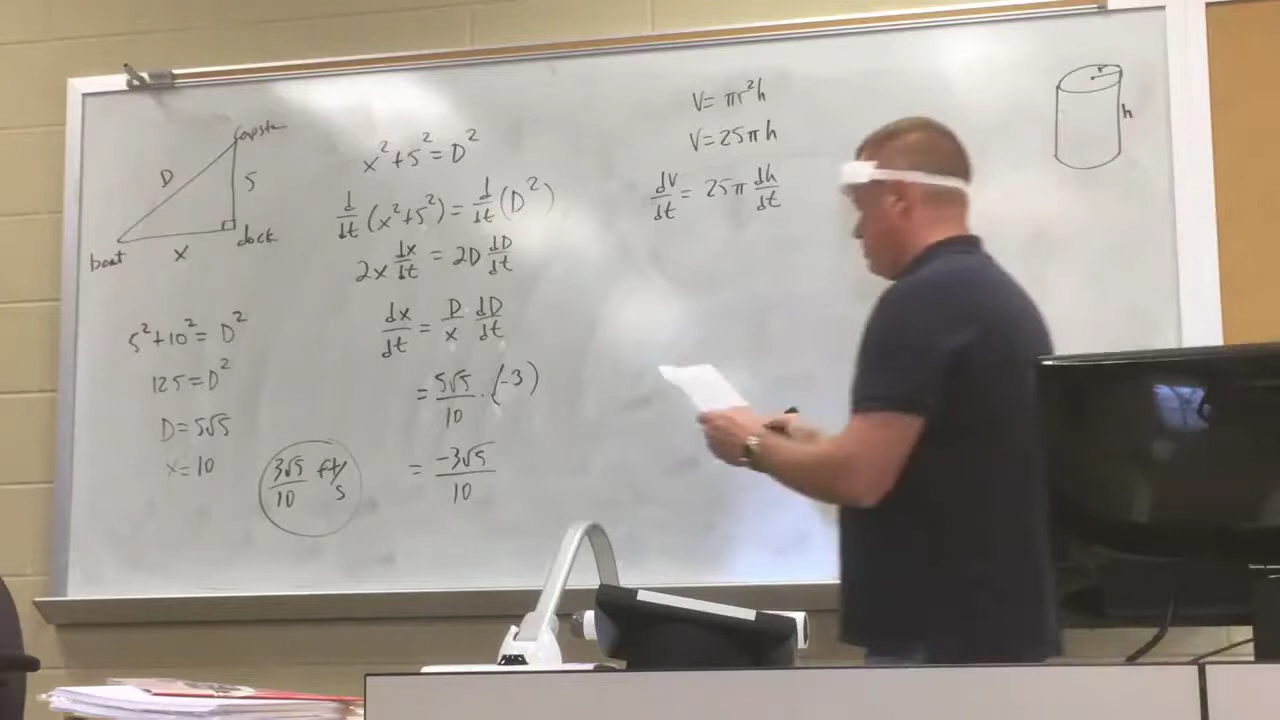 capstan
D
5
boat
x
dock
5²+10² = D²
125 = D²
D = 5√5
x = 10
3√5/10 ft/s
x²+5² = D²
d/dt (x²+5²) = d/dt (D²)
2x dx/dt = 2D dD/dt
dx/dt = D/x dD/dt
= 5√5/10 · (-3)
= -3√5/10
V = πr²h
V = 25πh
dV/dt = 25π dh/dt
r
h